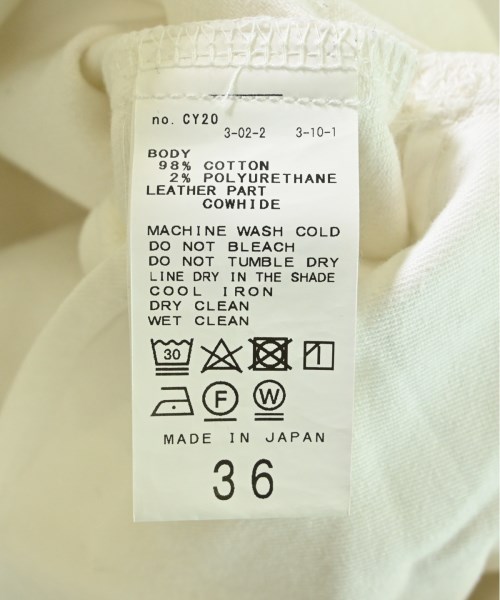 no. CY20
3-02-2 3-10-1
BODY
98% COTTON
2% POLYURETHANE
LEATHER PART
COWHIDE
MACHINE WASH COLD
DO NOT BLEACH
DO NOT TUMBLE DRY
LINE DRY IN THE SHADE
COOL IRON
DRY CLEAN
WET CLEAN
30
F W
MADE IN JAPAN
36